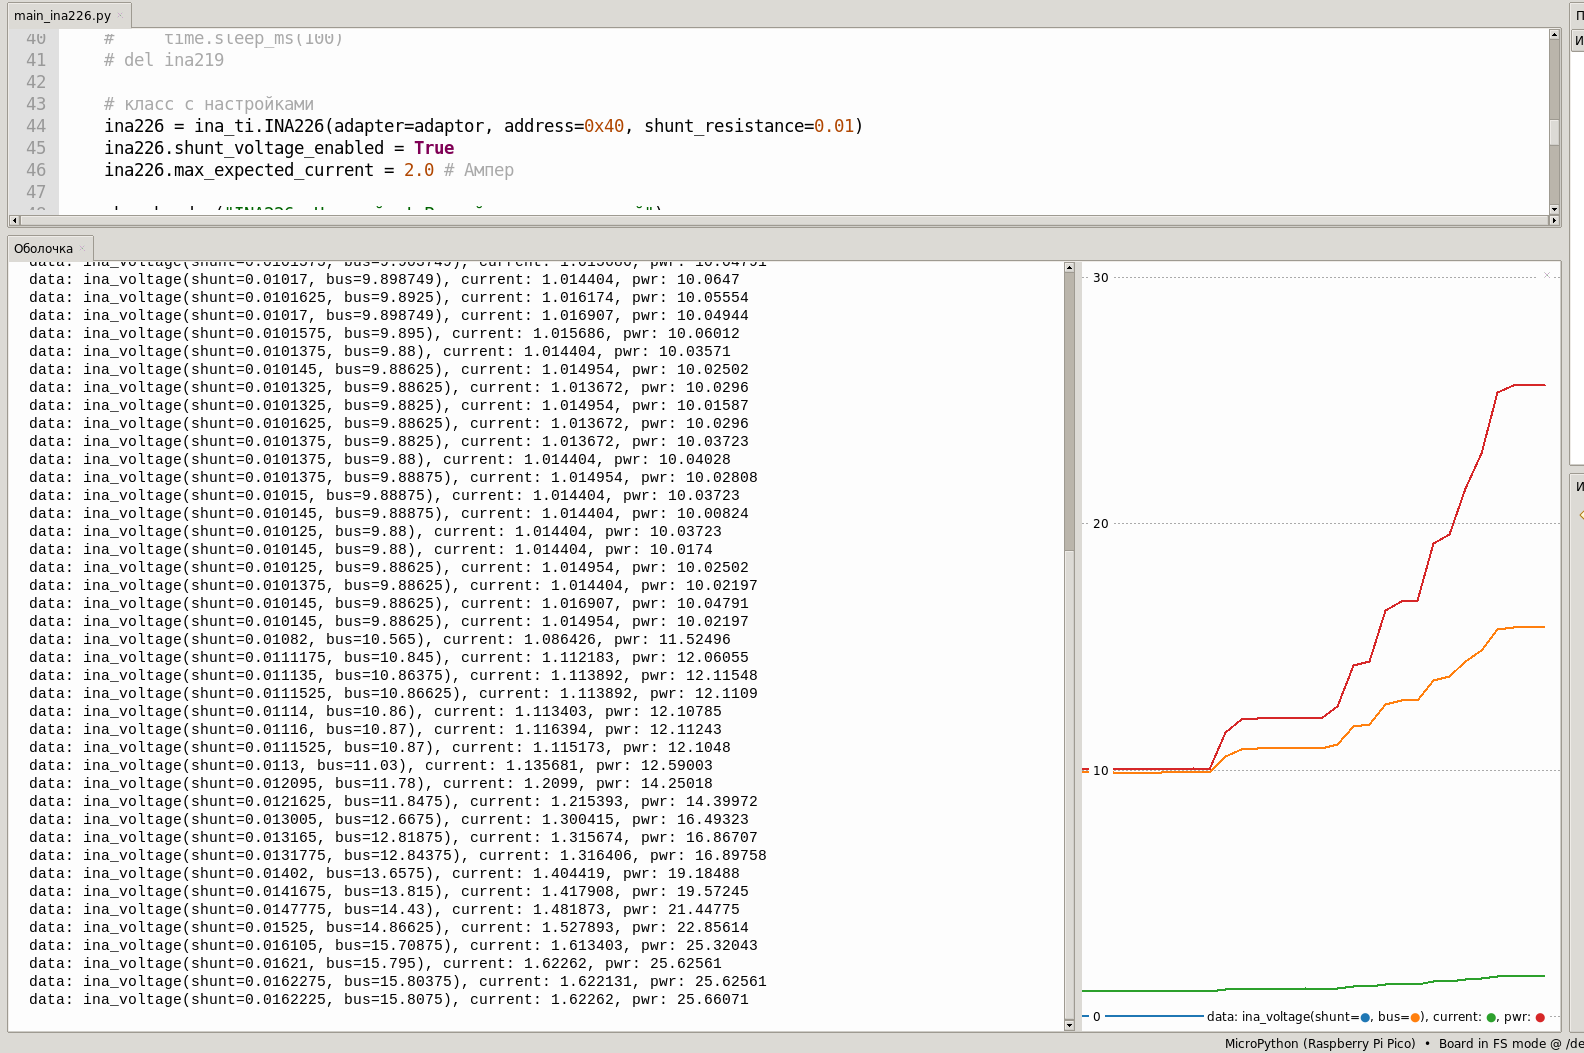 main_ina226.py
40 #     time.sleep_ms(100)
41 # del ina219
42
43 # класс с настройками
44 ina226 = ina_ti.INA226(adapter=adaptor, address=0x40, shunt_resistance=0.01)
45 ina226.shunt_voltage_enabled = True
46 ina226.max_expected_current = 2.0 # Ампер
47
Оболочка
data: ina_voltage(shunt=0.01017, bus=9.898749), current: 1.014404, pwr: 10.0647
data: ina_voltage(shunt=0.0101625, bus=9.8925), current: 1.016174, pwr: 10.05554
data: ina_voltage(shunt=0.01017, bus=9.898749), current: 1.016907, pwr: 10.04944
data: ina_voltage(shunt=0.0101575, bus=9.895), current: 1.015686, pwr: 10.06012
data: ina_voltage(shunt=0.0101375, bus=9.88), current: 1.014404, pwr: 10.03571
data: ina_voltage(shunt=0.010145, bus=9.88625), current: 1.014954, pwr: 10.02502
data: ina_voltage(shunt=0.0101325, bus=9.88625), current: 1.013672, pwr: 10.0296
data: ina_voltage(shunt=0.0101325, bus=9.8825), current: 1.014954, pwr: 10.01587
data: ina_voltage(shunt=0.0101625, bus=9.88625), current: 1.013672, pwr: 10.0296
data: ina_voltage(shunt=0.0101375, bus=9.8825), current: 1.013672, pwr: 10.03723
data: ina_voltage(shunt=0.0101375, bus=9.88), current: 1.014404, pwr: 10.04028
data: ina_voltage(shunt=0.0101375, bus=9.88875), current: 1.014954, pwr: 10.02808
data: ina_voltage(shunt=0.01015, bus=9.88875), current: 1.014404, pwr: 10.03723
data: ina_voltage(shunt=0.010145, bus=9.88875), current: 1.014404, pwr: 10.00824
data: ina_voltage(shunt=0.010125, bus=9.88), current: 1.014404, pwr: 10.03723
data: ina_voltage(shunt=0.010145, bus=9.88), current: 1.014404, pwr: 10.0174
data: ina_voltage(shunt=0.010125, bus=9.88625), current: 1.014954, pwr: 10.02502
data: ina_voltage(shunt=0.0101375, bus=9.88625), current: 1.014404, pwr: 10.02197
data: ina_voltage(shunt=0.010145, bus=9.88625), current: 1.016907, pwr: 10.04791
data: ina_voltage(shunt=0.010145, bus=9.88625), current: 1.014954, pwr: 10.02197
data: ina_voltage(shunt=0.01082, bus=10.565), current: 1.086426, pwr: 11.52496
data: ina_voltage(shunt=0.0111175, bus=10.845), current: 1.112183, pwr: 12.06055
data: ina_voltage(shunt=0.011135, bus=10.86375), current: 1.113892, pwr: 12.11548
data: ina_voltage(shunt=0.0111525, bus=10.86625), current: 1.113892, pwr: 12.1109
data: ina_voltage(shunt=0.01114, bus=10.86), current: 1.113403, pwr: 12.10785
data: ina_voltage(shunt=0.01116, bus=10.87), current: 1.116394, pwr: 12.11243
data: ina_voltage(shunt=0.0111525, bus=10.87), current: 1.115173, pwr: 12.1048
data: ina_voltage(shunt=0.0113, bus=11.03), current: 1.135681, pwr: 12.59003
data: ina_voltage(shunt=0.012095, bus=11.78), current: 1.2099, pwr: 14.25018
data: ina_voltage(shunt=0.0121625, bus=11.8475), current: 1.215393, pwr: 14.39972
data: ina_voltage(shunt=0.013005, bus=12.6675), current: 1.300415, pwr: 16.49323
data: ina_voltage(shunt=0.013165, bus=12.81875), current: 1.315674, pwr: 16.86707
data: ina_voltage(shunt=0.0131775, bus=12.84375), current: 1.316406, pwr: 16.89758
data: ina_voltage(shunt=0.01402, bus=13.6575), current: 1.404419, pwr: 19.18488
data: ina_voltage(shunt=0.0141675, bus=13.815), current: 1.417908, pwr: 19.57245
data: ina_voltage(shunt=0.0147775, bus=14.43), current: 1.481873, pwr: 21.44775
data: ina_voltage(shunt=0.01525, bus=14.86625), current: 1.527893, pwr: 22.85614
data: ina_voltage(shunt=0.016105, bus=15.70875), current: 1.613403, pwr: 25.32043
data: ina_voltage(shunt=0.01621, bus=15.795), current: 1.62262, pwr: 25.62561
data: ina_voltage(shunt=0.0162275, bus=15.80375), current: 1.622131, pwr: 25.62561
data: ina_voltage(shunt=0.0162225, bus=15.8075), current: 1.62262, pwr: 25.66071
30
20
10
0
data: ina_voltage(shunt=●, bus=●), current: ●, pwr: ●
MicroPython (Raspberry Pi Pico) • Board in FS mode @ /de